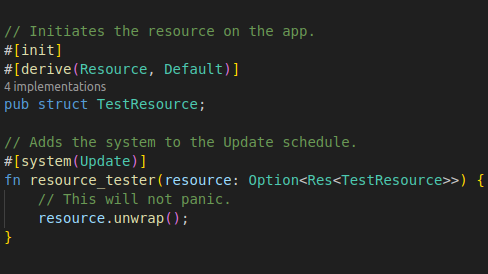 // Initiates the resource on the app.
#[init]
#[derive(Resource, Default)]
4 implementations
pub struct TestResource;
// Adds the system to the Update schedule.
#[system(Update)]
fn resource_tester(resource: Option<Res<TestResource>>) {
// This will not panic.
resource.unwrap();
}